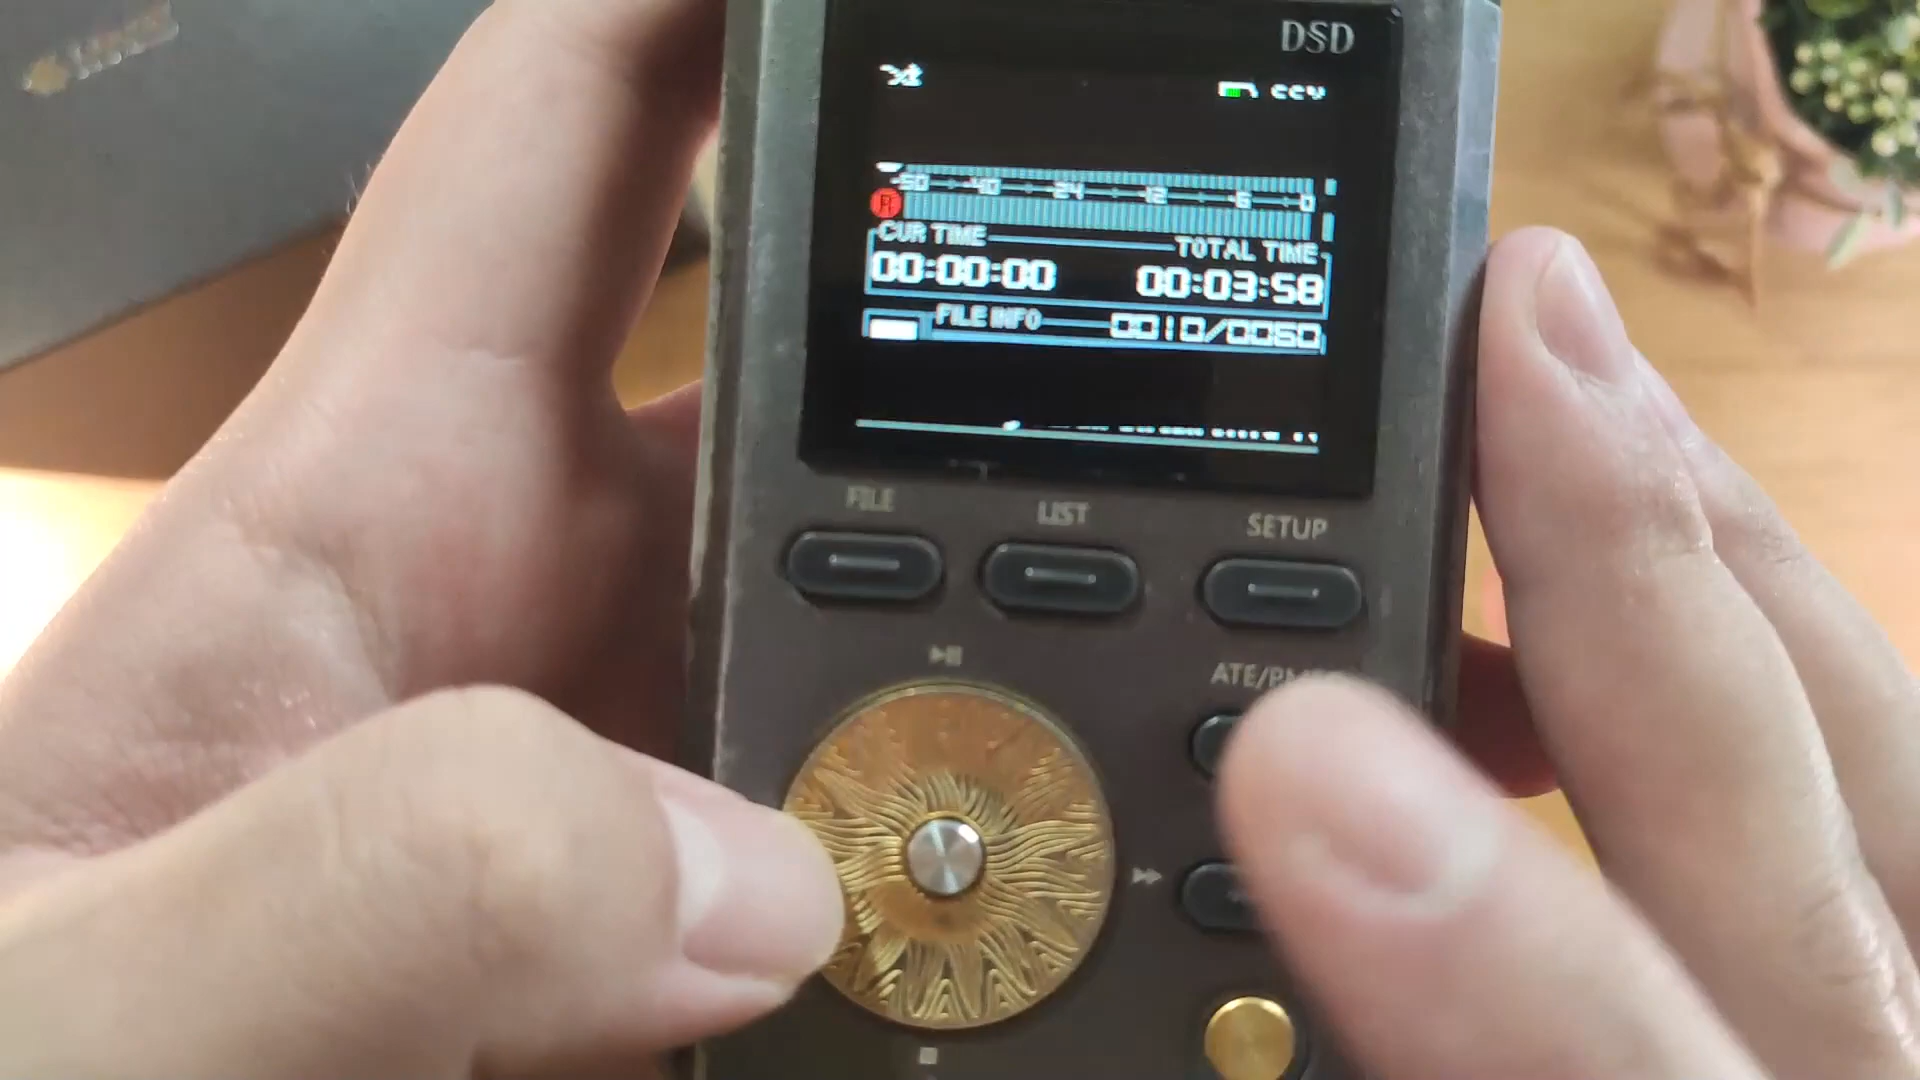 DSD
-50 -40 -24 -12 -6 0
R
CUR TIME TOTAL TIME
00:00:00 00:03:58
FILE INFO 0010/0060
FILE LIST SETUP